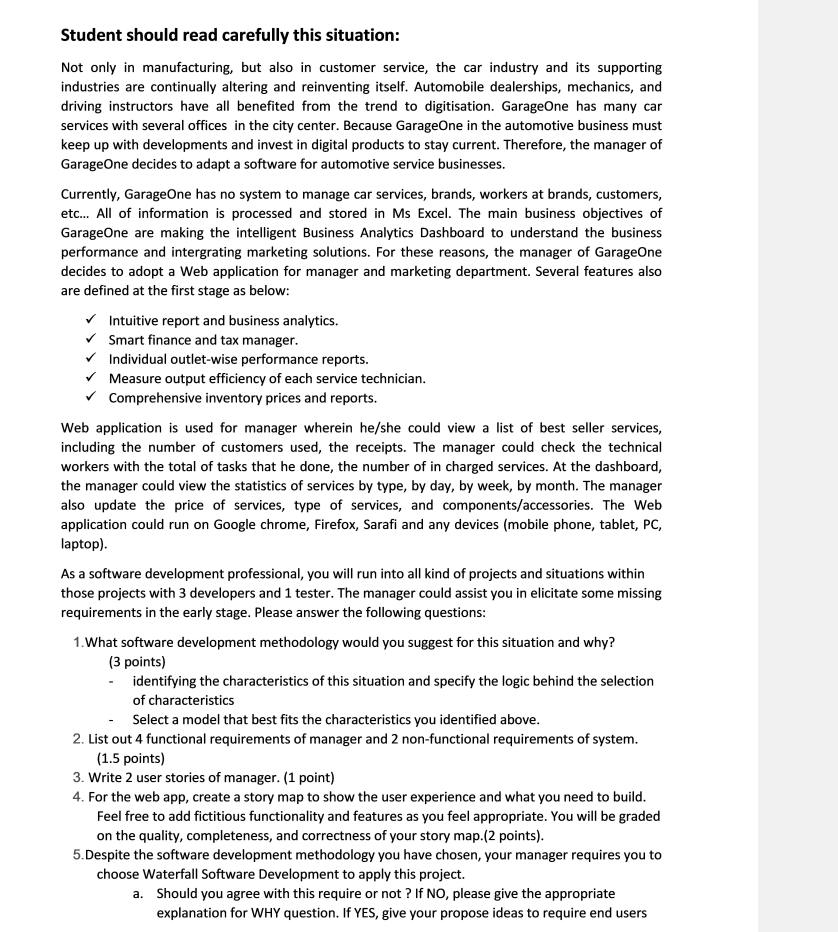 Student should read carefully this situation:
Not only in manufacturing, but also in customer service, the car industry and its supporting
industries are continually altering and reinventing itself. Automobile dealerships, mechanics, and
driving instructors have all benefited from the trend to digitisation. GarageOne has many car
services with several offices in the city center. Because GarageOne in the automotive business must
keep up with developments and invest in digital products to stay current. Therefore, the manager of
GarageOne decides to adapt a software for automotive service businesses.
Currently, GarageOne has no system to manage car services, brands, workers at brands, customers,
etc... All of information is processed and stored in Ms Excel. The main business objectives of
GarageOne are making the intelligent Business Analytics Dashboard to understand the business
performance and intergrating marketing solutions. For these reasons, the manager of GarageOne
decides to adopt a Web application for manager and marketing department. Several features also
are defined at the first stage as below:
✓ Intuitive report and business analytics.
✓ Smart finance and tax manager.
✓ Individual outlet-wise performance reports.
✓ Measure output efficiency of each service technician.
✓ Comprehensive inventory prices and reports.
Web application is used for manager wherein he/she could view a list of best seller services,
including the number of customers used, the receipts. The manager could check the technical
workers with the total of tasks that he done, the number of in charged services. At the dashboard,
the manager could view the statistics of services by type, by day, by week, by month. The manager
also update the price of services, type of services, and components/accessories. The Web
application could run on Google chrome, Firefox, Sarafi and any devices (mobile phone, tablet, PC,
laptop).
As a software development professional, you will run into all kind of projects and situations within
those projects with 3 developers and 1 tester. The manager could assist you in elicitate some missing
requirements in the early stage. Please answer the following questions:
1.What software development methodology would you suggest for this situation and why?
(3 points)
- identifying the characteristics of this situation and specify the logic behind the selection
of characteristics
- Select a model that best fits the characteristics you identified above.
2. List out 4 functional requirements of manager and 2 non-functional requirements of system.
(1.5 points)
3. Write 2 user stories of manager. (1 point)
4. For the web app, create a story map to show the user experience and what you need to build.
Feel free to add fictitious functionality and features as you feel appropriate. You will be graded
on the quality, completeness, and correctness of your story map.(2 points).
5.Despite the software development methodology you have chosen, your manager requires you to
choose Waterfall Software Development to apply this project.
a. Should you agree with this require or not ? If NO, please give the appropriate
explanation for WHY question. If YES, give your propose ideas to require end users